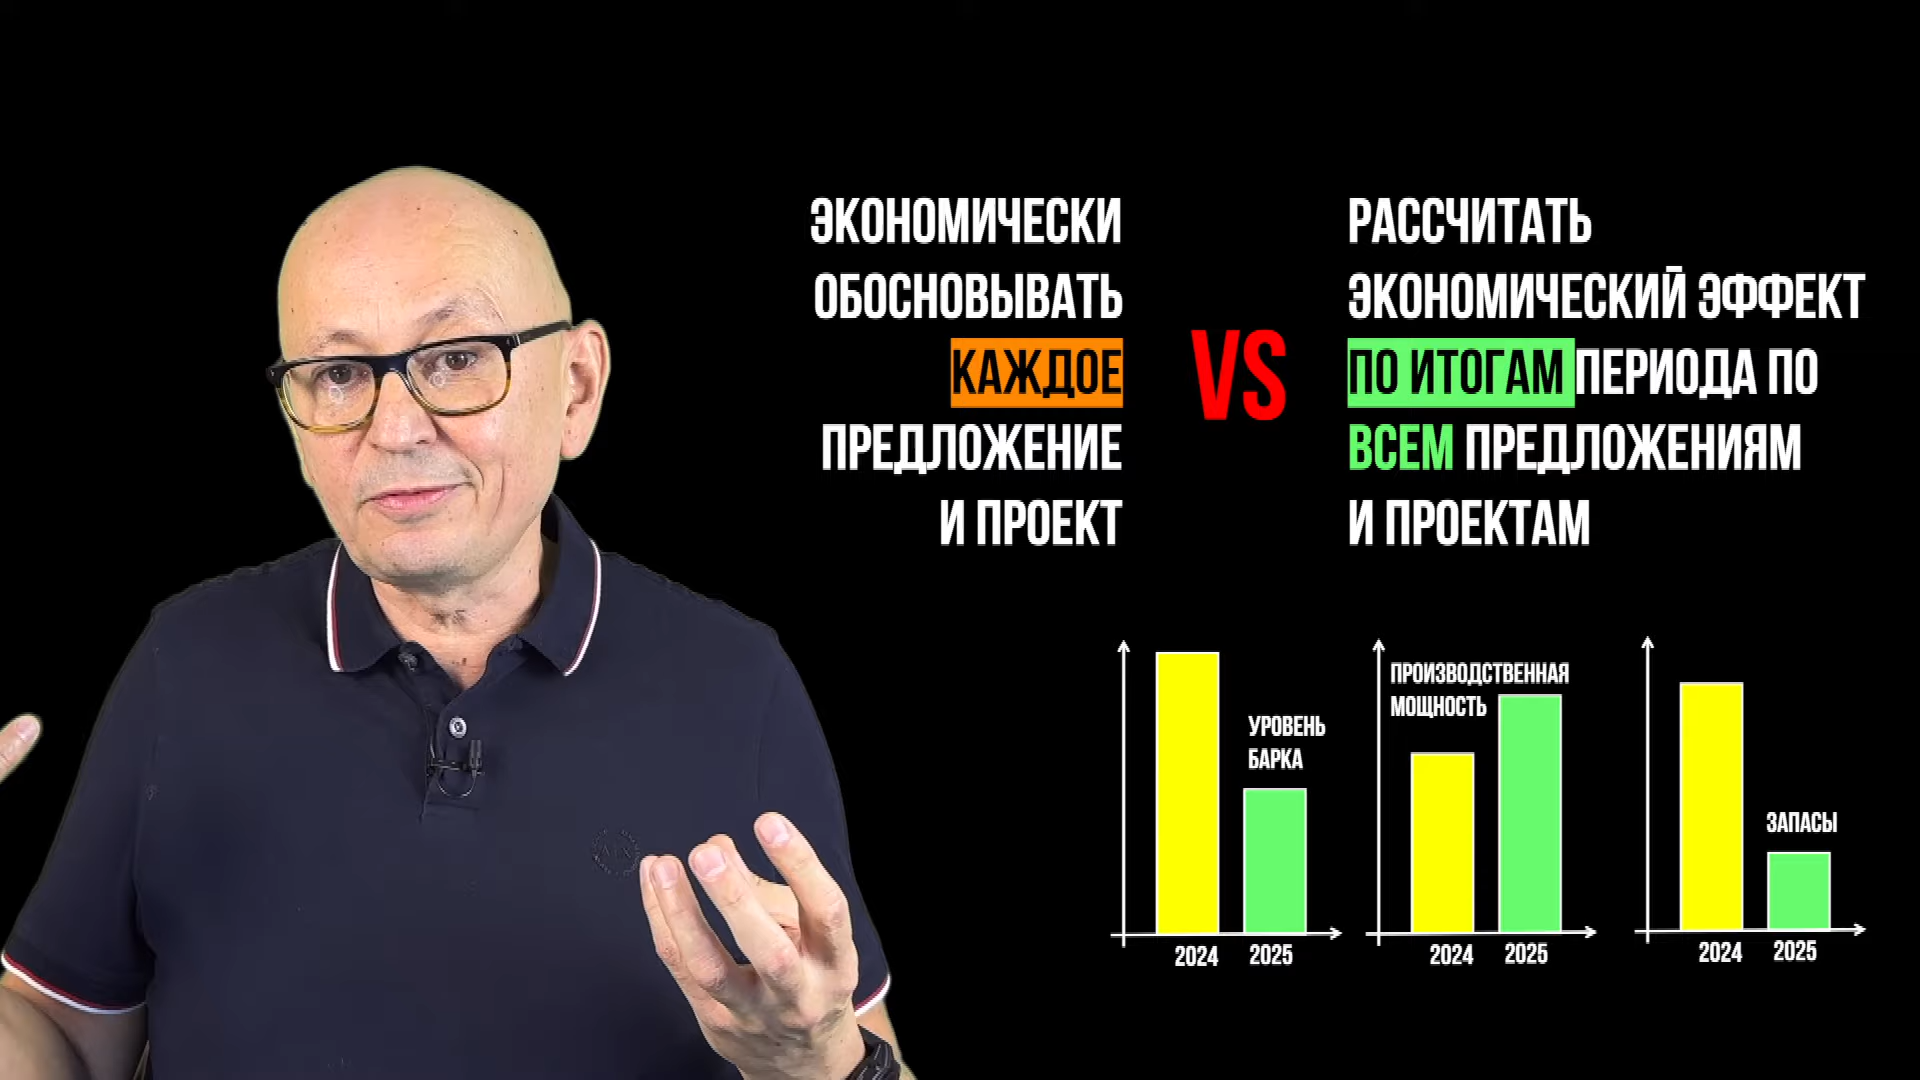 ЭКОНОМИЧЕСКИ
ОБОСНОВЫВАТЬ
КАЖДОЕ
ПРЕДЛОЖЕНИЕ
И ПРОЕКТ
VS
РАССЧИТАТЬ
ЭКОНОМИЧЕСКИЙ ЭФФЕКТ
ПО ИТОГАМ ПЕРИОДА ПО
ВСЕМ ПРЕДЛОЖЕНИЯМ
И ПРОЕКТАМ
УРОВЕНЬ
БАРКА
2024 2025
ПРОИЗВОДСТВЕННАЯ
МОЩНОСТЬ
2024 2025
ЗАПАСЫ
2024 2025